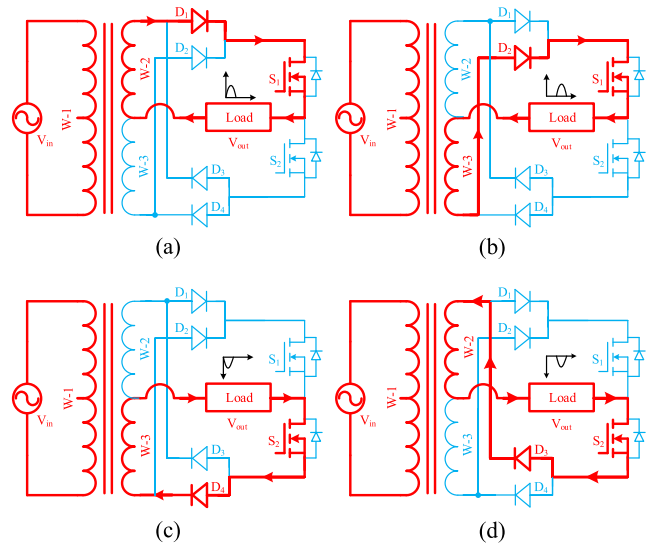 D1
D2
W-2
S1
W-1
Vin
Load
Vout
W-3
S2
D3
D4
(a)
D1
D2
W-2
S1
W-1
Vin
Load
Vout
W-3
S2
D3
D4
(b)
D1
D2
W-2
S1
W-1
Vin
Load
Vout
W-3
S2
D3
D4
(c)
D1
D2
W-2
S1
W-1
Vin
Load
Vout
W-3
S2
D3
D4
(d)